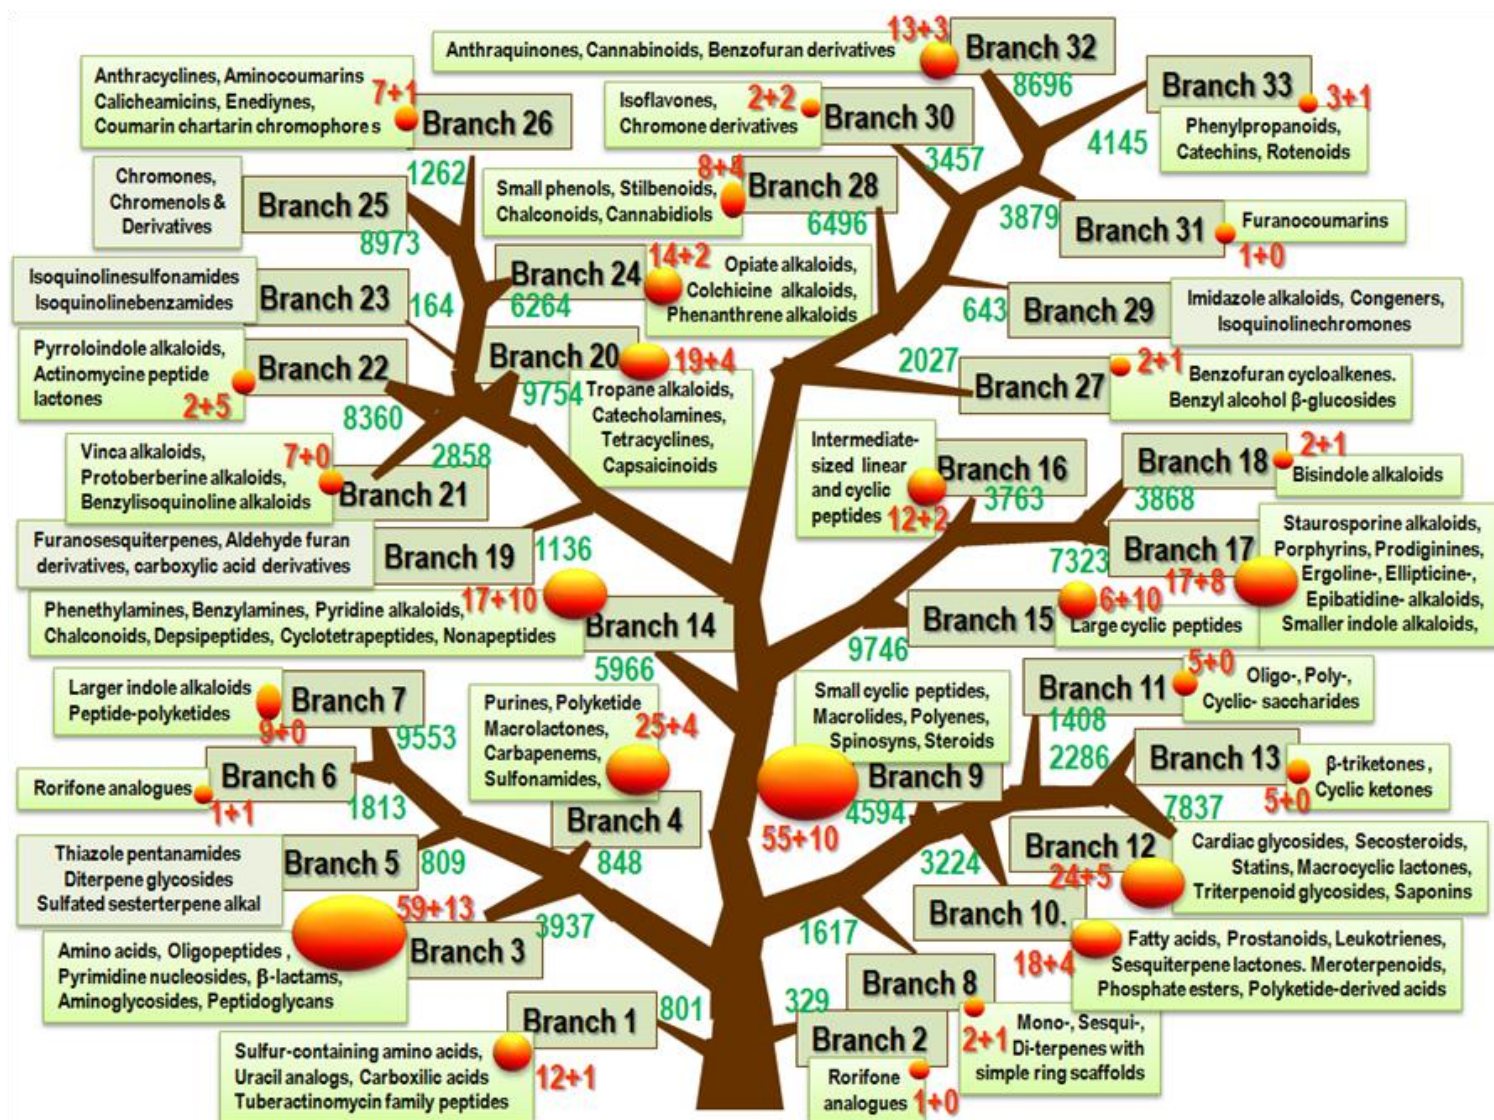 Anthraquinones, Cannabinoids, Benzofuran derivatives
13+3
Branch 32
8696
Anthracyclines, Aminocoumarins
Calicheamicins, Enediynes,
Coumarin chartarin chromophore s
7+1
Branch 26
1262
Isoflavones,
Chromone derivatives
2+2
Branch 30
3457
Branch 33
3+1
4145
Phenylpropanoids,
Catechins, Rotenoids
Chromones,
Chromenols &
Derivatives
Branch 25
8973
Small phenols, Stilbenoids,
Chalconoids, Cannabidiols
Branch 28
6496
3879
Branch 31
Furanocoumarins
1+0
Isoquinolinesulfonamides
Isoquinolinebenzamides
Branch 23
164
Branch 24
14+2
6264
Opiate alkaloids,
Colchicine alkaloids,
Phenanthrene alkaloids
643
Branch 29
Imidazole alkaloids, Congeners,
Isoquinolinechromones
Pyrroloindole alkaloids,
Actinomycine peptide
lactones
2+5
Branch 22
8360
Branch 20
19+4
9754
Tropane alkaloids,
Catecholamines,
Tetracyclines,
Capsaicinoids
2027
Branch 27
2+1
Benzofuran cycloalkenes.
Benzyl alcohol β-glucosides
Vinca alkaloids,
Protoberberine alkaloids,
Benzylisoquinoline alkaloids
7+0
Branch 21
2858
Intermediate-
sized linear
and cyclic
peptides
12+2
Branch 16
3763
Branch 18
2+1
3868
Bisindole alkaloids
Furanosesquiterpenes, Aldehyde furan
derivatives, carboxylic acid derivatives
Branch 19
1136
7323
Branch 17
17+8
Staurosporine alkaloids,
Porphyrins, Prodiginines,
Ergoline-, Ellipticine-,
Epibatidine- alkaloids,
Smaller indole alkaloids,
Phenethylamines, Benzylamines, Pyridine alkaloids,
Chalconoids, Depsipeptides, Cyclotetrapeptides, Nonapeptides
17+10
Branch 14
5966
9746
Branch 15
6+10
Large cyclic peptides
Larger indole alkaloids
Peptide-polyketides
9+0
Branch 7
9553
Purines, Polyketide
Macrolactones,
Carbapenems,
Sulfonamides,
25+4
Small cyclic peptides,
Macrolides, Polyenes,
Spinosyns, Steroids
Branch 9
4594
55+10
Branch 11
5+0
1408
Oligo-, Poly-,
Cyclic- saccharides
Rorifone analogues
1+1
Branch 6
1813
Branch 4
848
2286
Branch 13
5+0
7837
β-triketones ,
Cyclic ketones
Thiazole pentanamides
Diterpene glycosides
Sulfated sesterterpene alkal
Branch 5
809
3224
Branch 12
24+5
Cardiac glycosides, Secosteroids,
Statins, Macrocyclic lactones,
Triterpenoid glycosides, Saponins
Amino acids, Oligopeptides ,
Pyrimidine nucleosides, β-lactams,
Aminoglycosides, Peptidoglycans
59+13
Branch 3
3937
1617
Branch 10.
18+4
Fatty acids, Prostanoids, Leukotrienes,
Sesquiterpene lactones. Meroterpenoids,
Phosphate esters, Polyketide-derived acids
Sulfur-containing amino acids,
Uracil analogs, Carboxilic acids
Tuberactinomycin family peptides
12+1
Branch 1
801
329
Branch 8
2+1
Mono-, Sesqui-,
Di-terpenes with
simple ring scaffolds
Branch 2
Rorifone
analogues
1+0